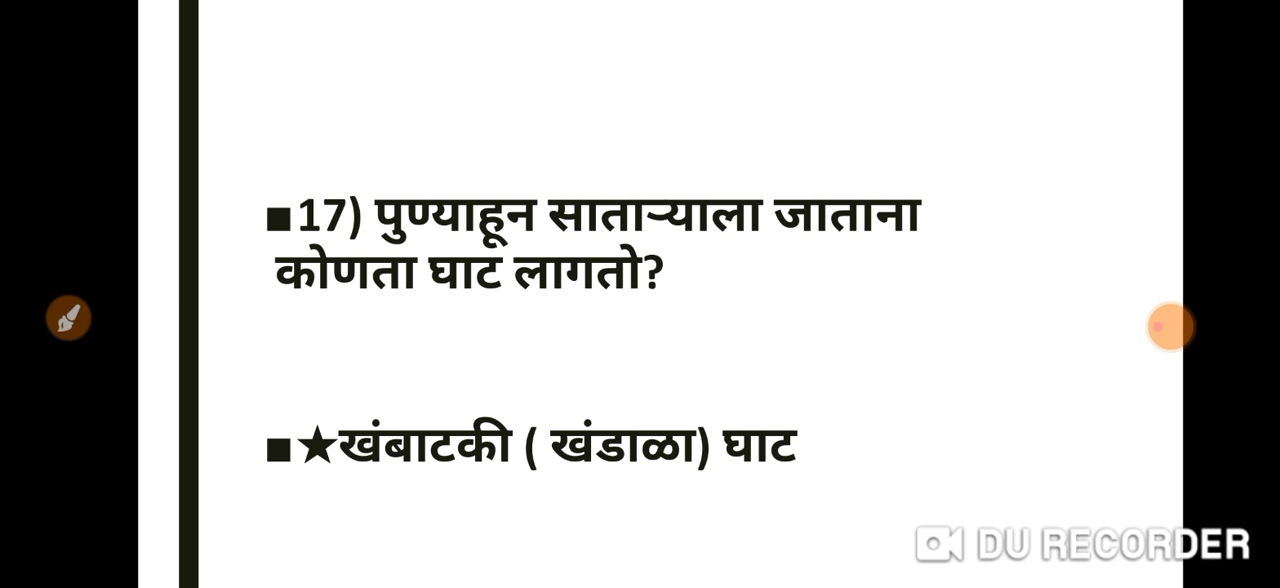 ■17) पुण्याहून साताऱ्याला जाताना
कोणता घाट लागतो?
■★खंबाटकी ( खंडाळा) घाट
DU RECORDER